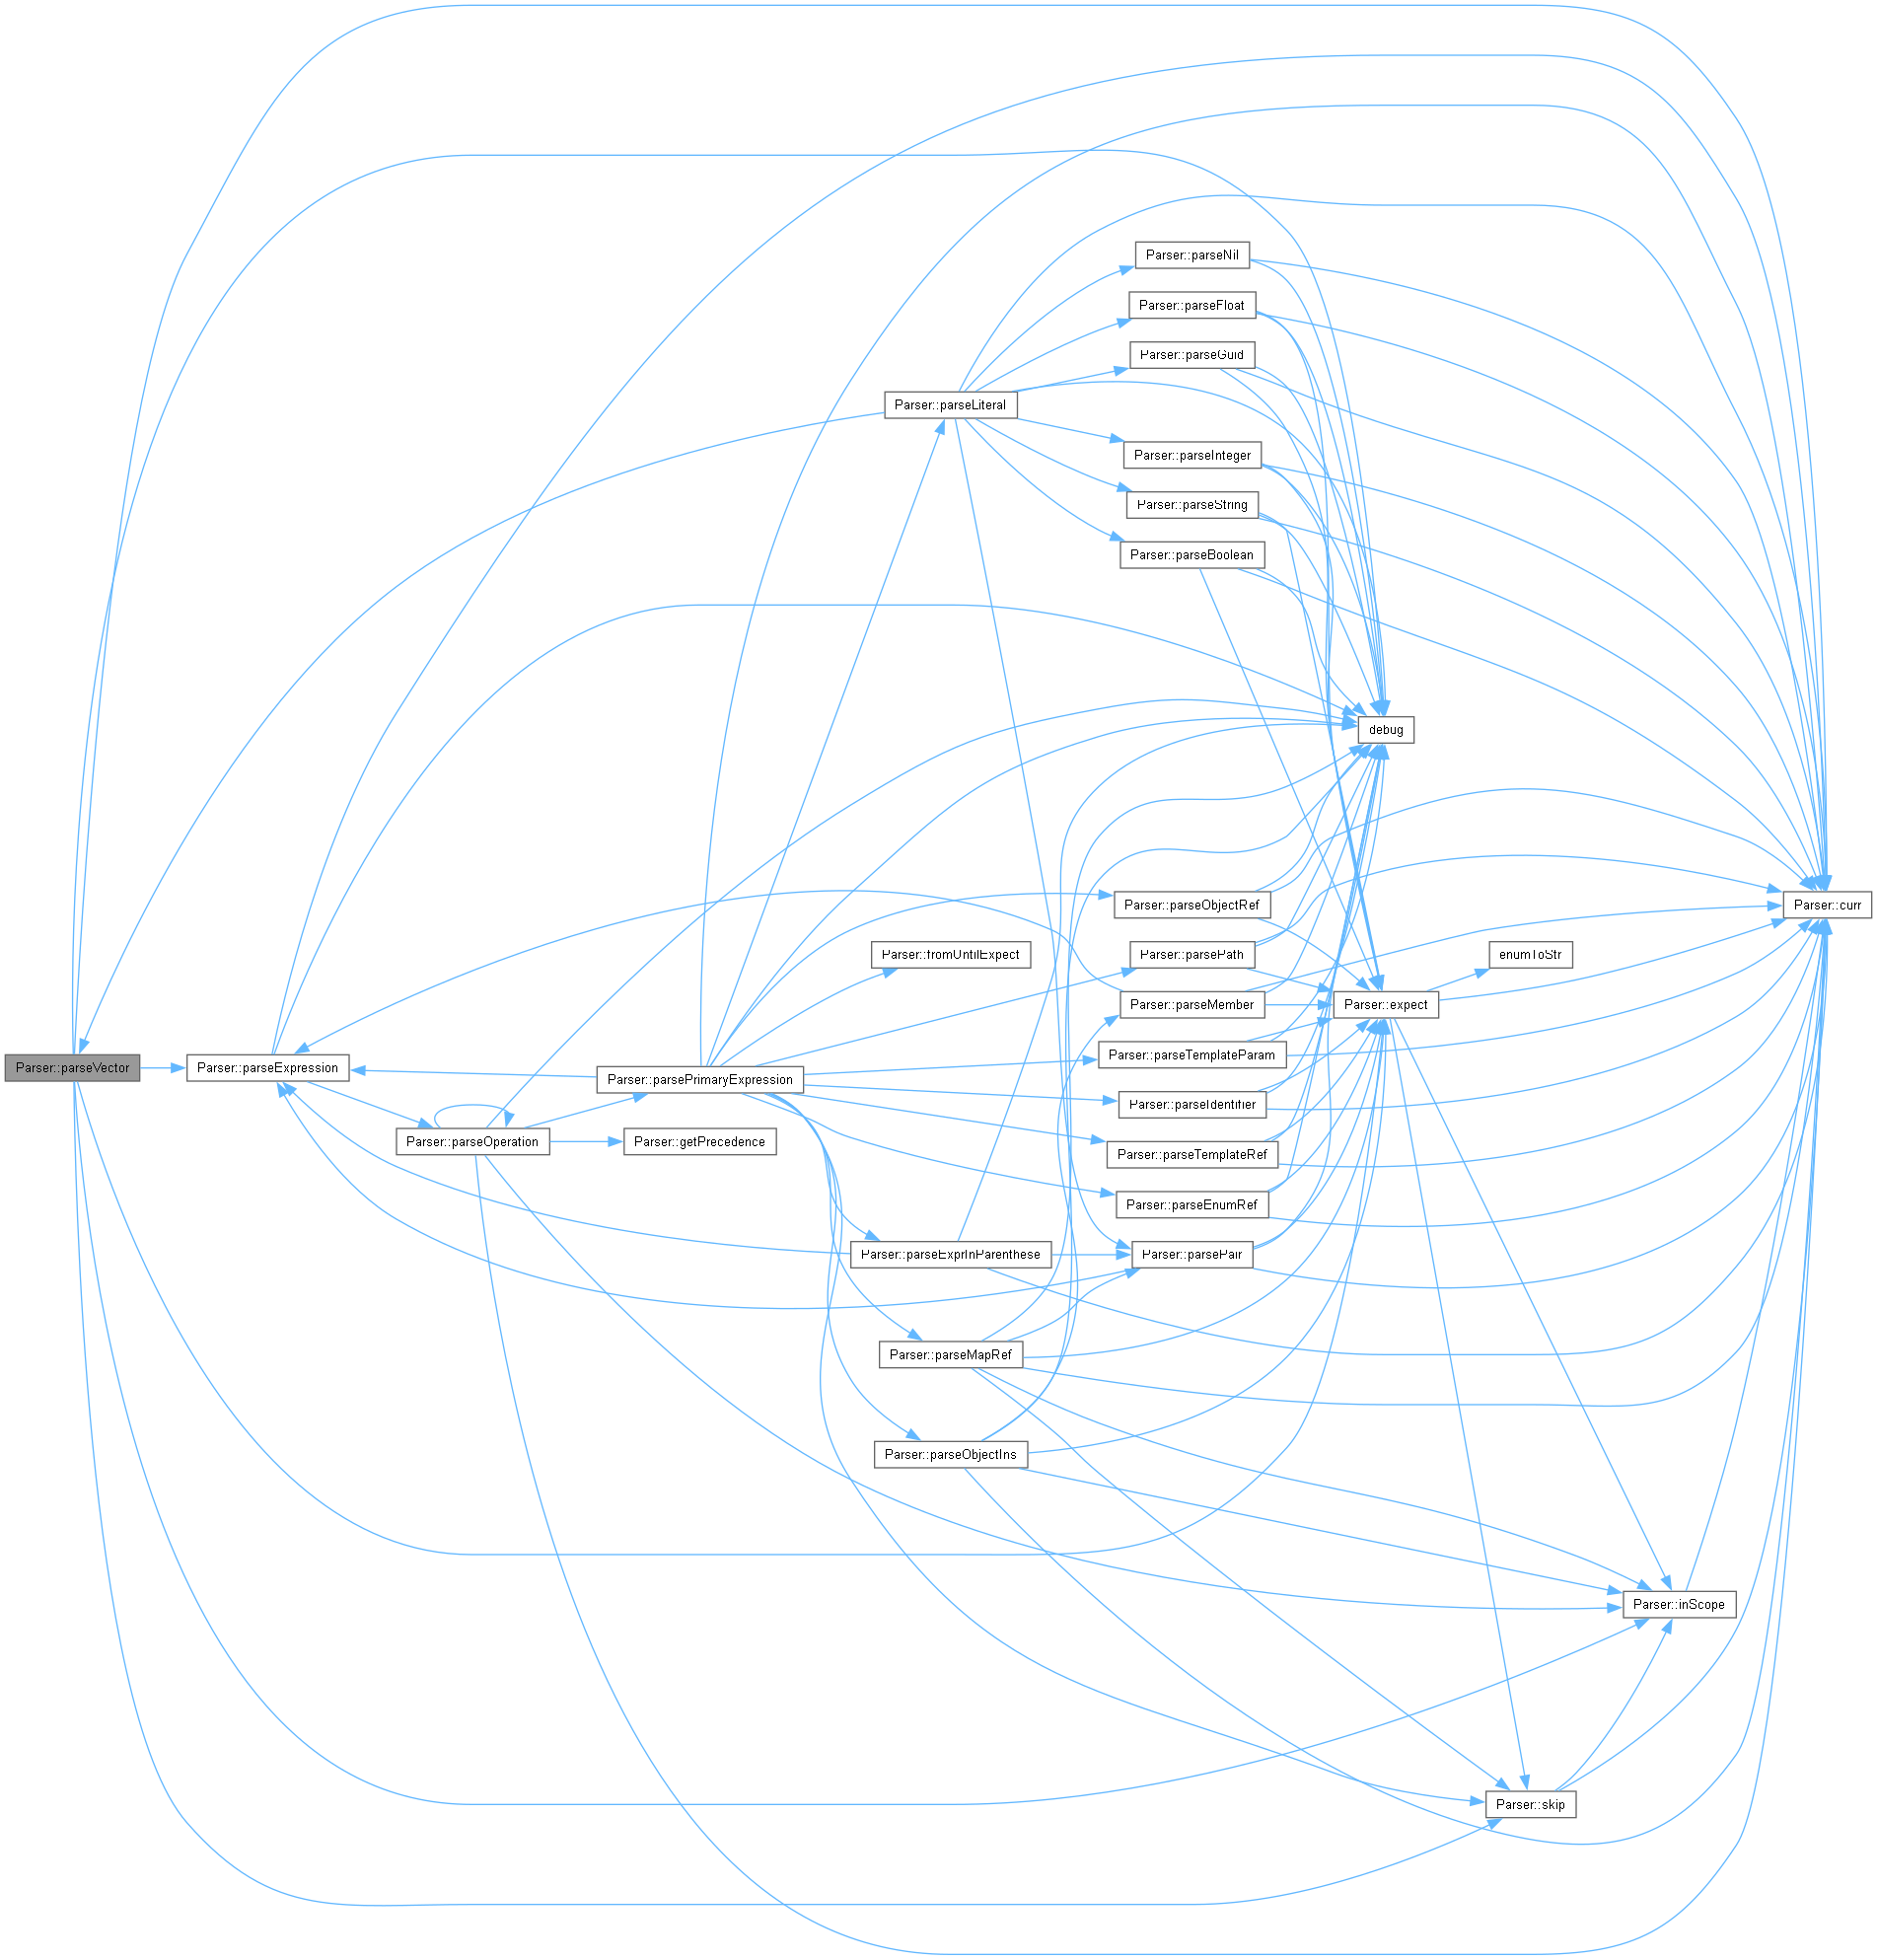 Parser::parseNil
Parser::parseFloat
Parser::parseGuid
Parser::parseLiteral
Parser::parseInteger
Parser::parseString
Parser::parseBoolean
debug
Parser::parseObjectRef
Parser::curr
Parser::fromUntilExpect
Parser::parsePath
enumToStr
Parser::parseMember
Parser::expect
Parser::parseTemplateParam
Parser::parseVector
Parser::parseExpression
Parser::parsePrimaryExpression
Parser::parseIdentifier
Parser::parseOperation
Parser::getPrecedence
Parser::parseTemplateRef
Parser::parseEnumRef
Parser::parseExprInParenthese
Parser::parsePair
Parser::parseMapRef
Parser::parseObjectIns
Parser::inScope
Parser::skip